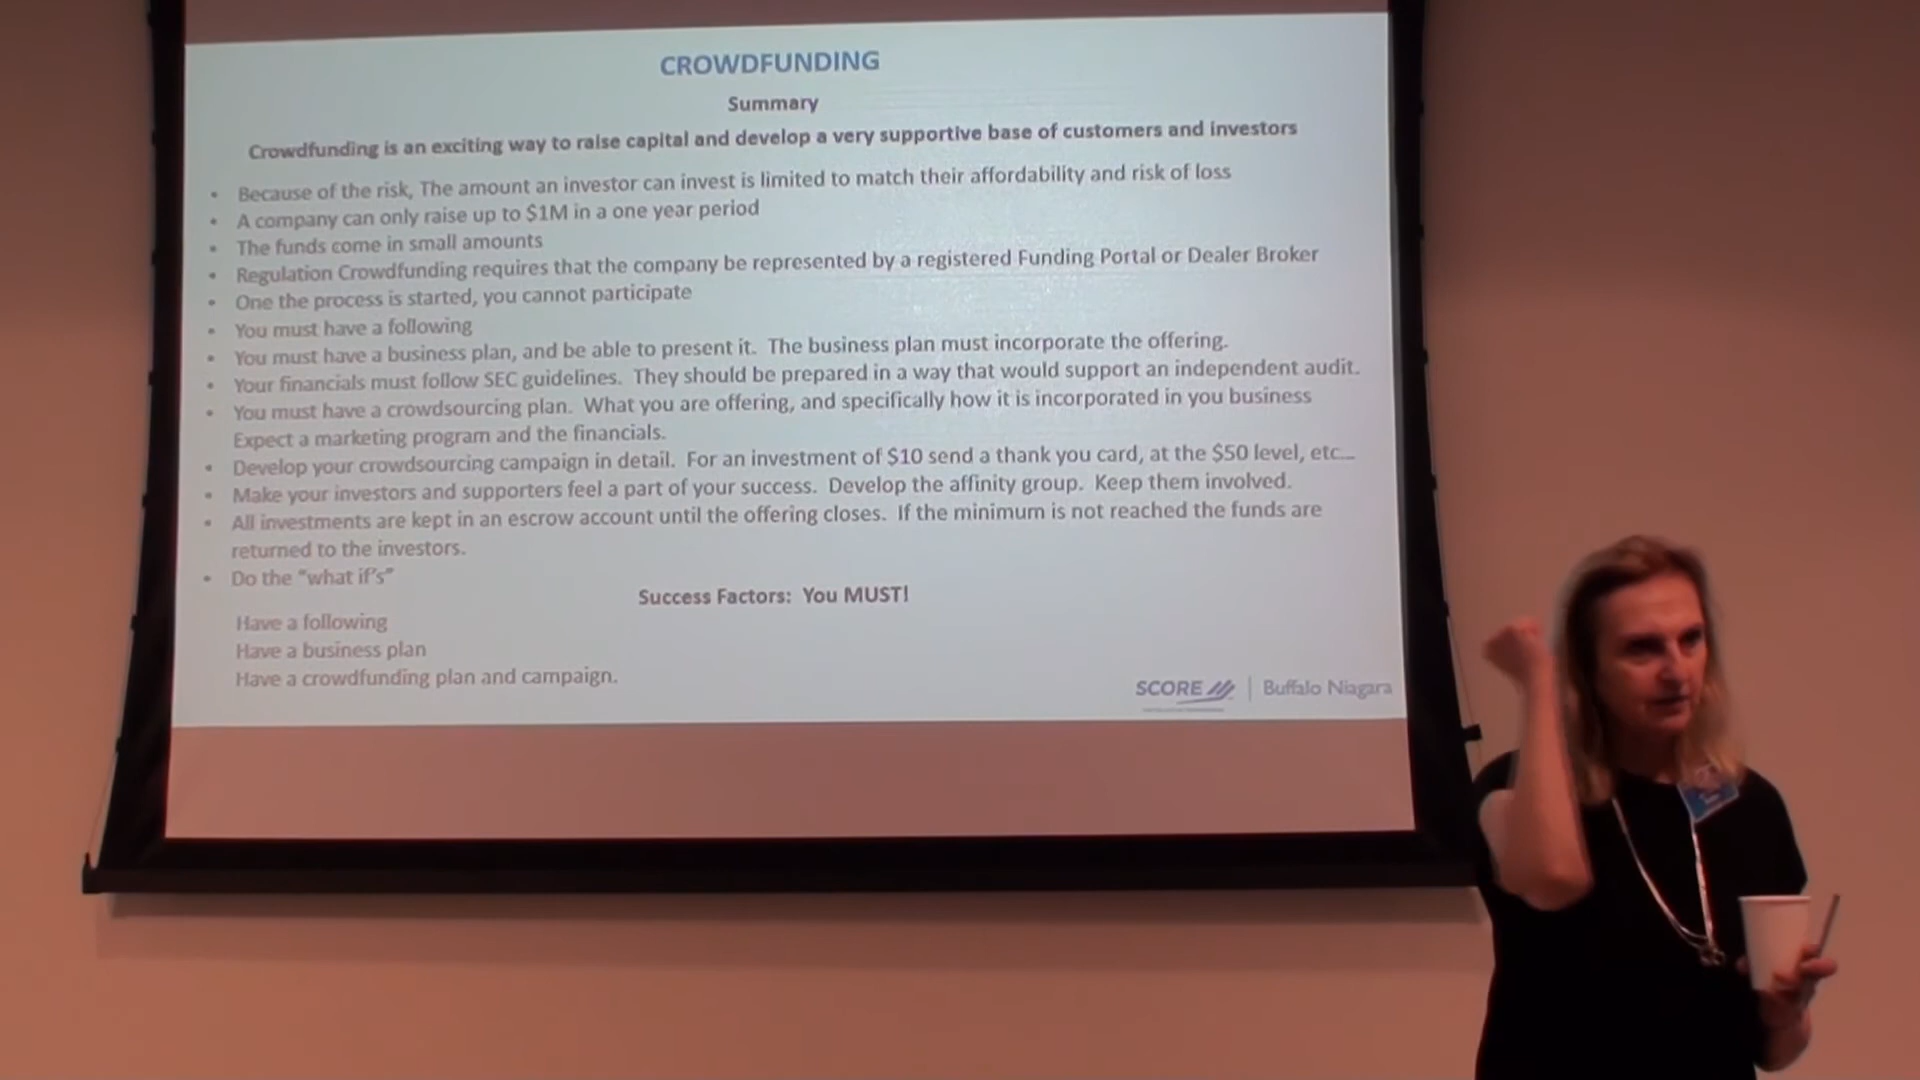 CROWDFUNDING
Summary
Crowdfunding is an exciting way to raise capital and develop a very supportive base of customers and investors
• Because of the risk, The amount an investor can invest is limited to match their affordability and risk of loss
• A company can only raise up to $1M in a one year period
• The funds come in small amounts
• Regulation Crowdfunding requires that the company be represented by a registered Funding Portal or Dealer Broker
• One the process is started, you cannot participate
• You must have a following
• You must have a business plan, and be able to present it. The business plan must incorporate the offering.
• Your financials must follow SEC guidelines. They should be prepared in a way that would support an independent audit.
• You must have a crowdsourcing plan. What you are offering, and specifically how it is incorporated in you business
Expect a marketing program and the financials.
• Develop your crowdsourcing campaign in detail. For an investment of $10 send a thank you card, at the $50 level, etc...
• Make your investors and supporters feel a part of your success. Develop the affinity group. Keep them involved.
• All investments are kept in an escrow account until the offering closes. If the minimum is not reached the funds are
returned to the investors.
• Do the "what if's"
Success Factors: You MUST!
Have a following
Have a business plan
Have a crowdfunding plan and campaign.
SCORE | Buffalo Niagara